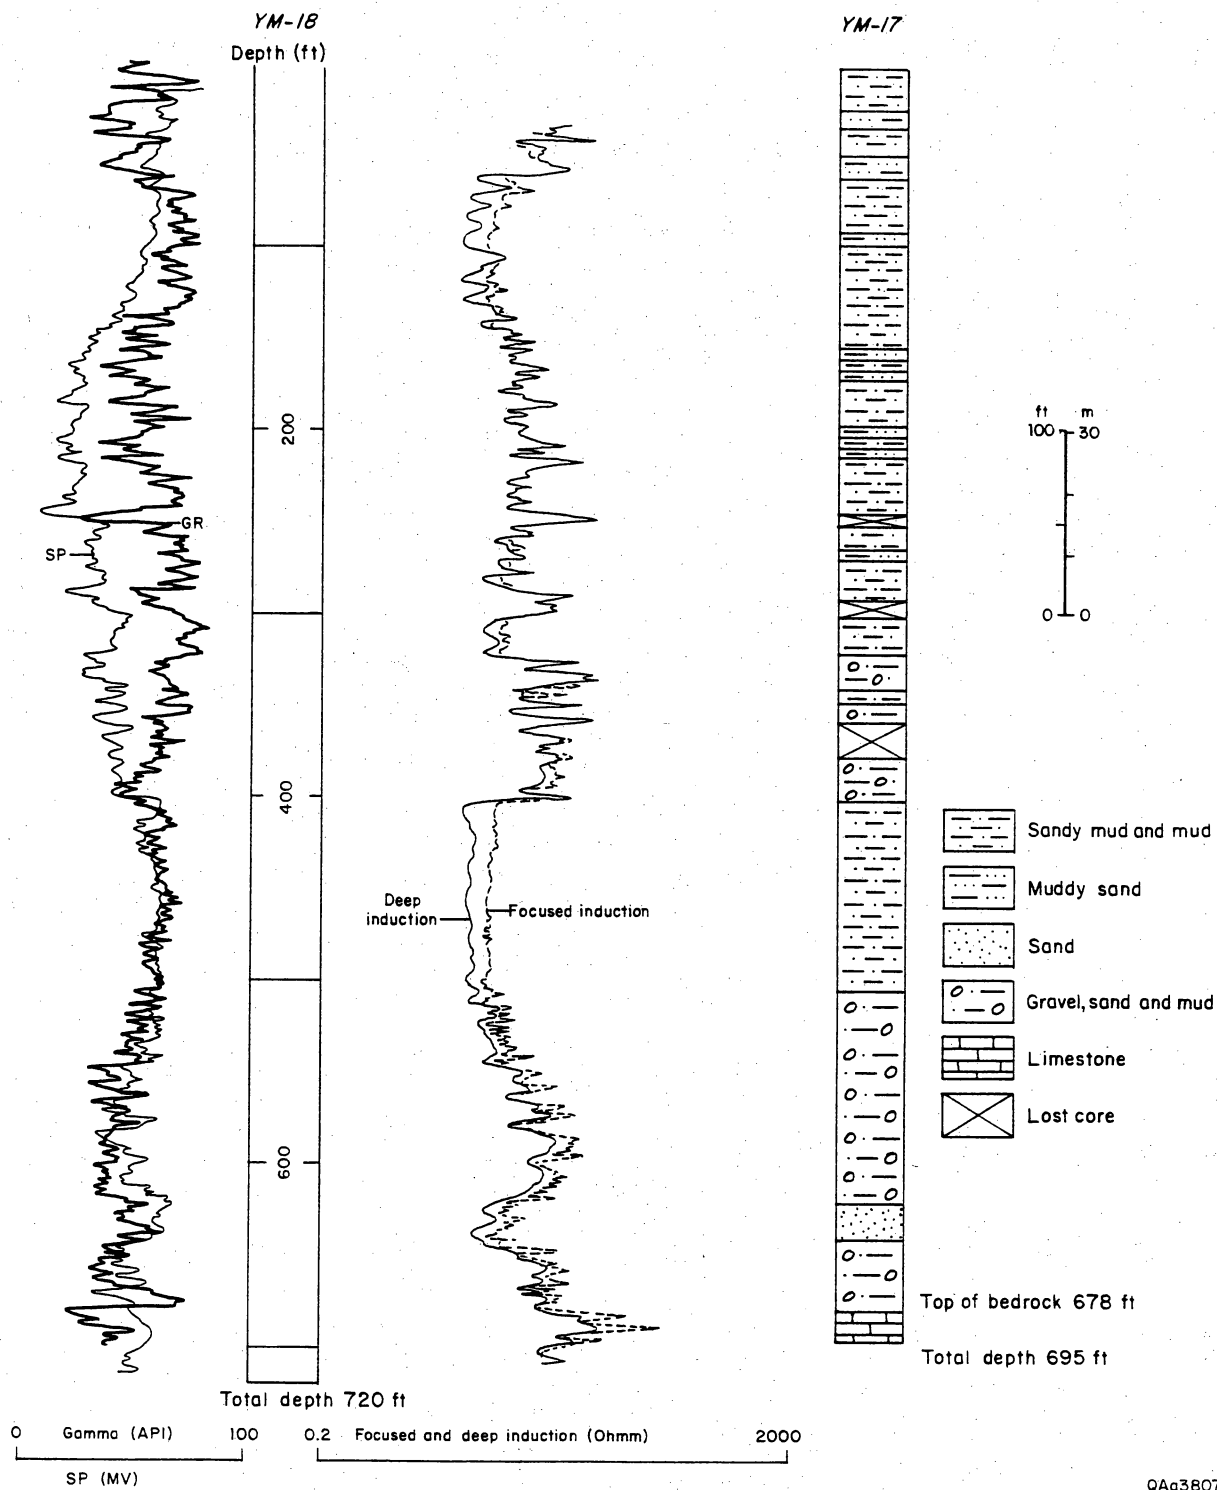 YM-18
Depth (ft)
YM-17
200
ft m
100 30
0 0
GR
SP
400
Deep
induction
Focused induction
Sandy mud and mud
Muddy sand
Sand
Gravel, sand and mud
Limestone
Lost core
600
Top of bedrock 678 ft
Total depth 695 ft
Total depth 720 ft
0 Gamma (API) 100
0.2 Focused and deep induction (Ohmm) 2000
SP (MV)
QAa3807